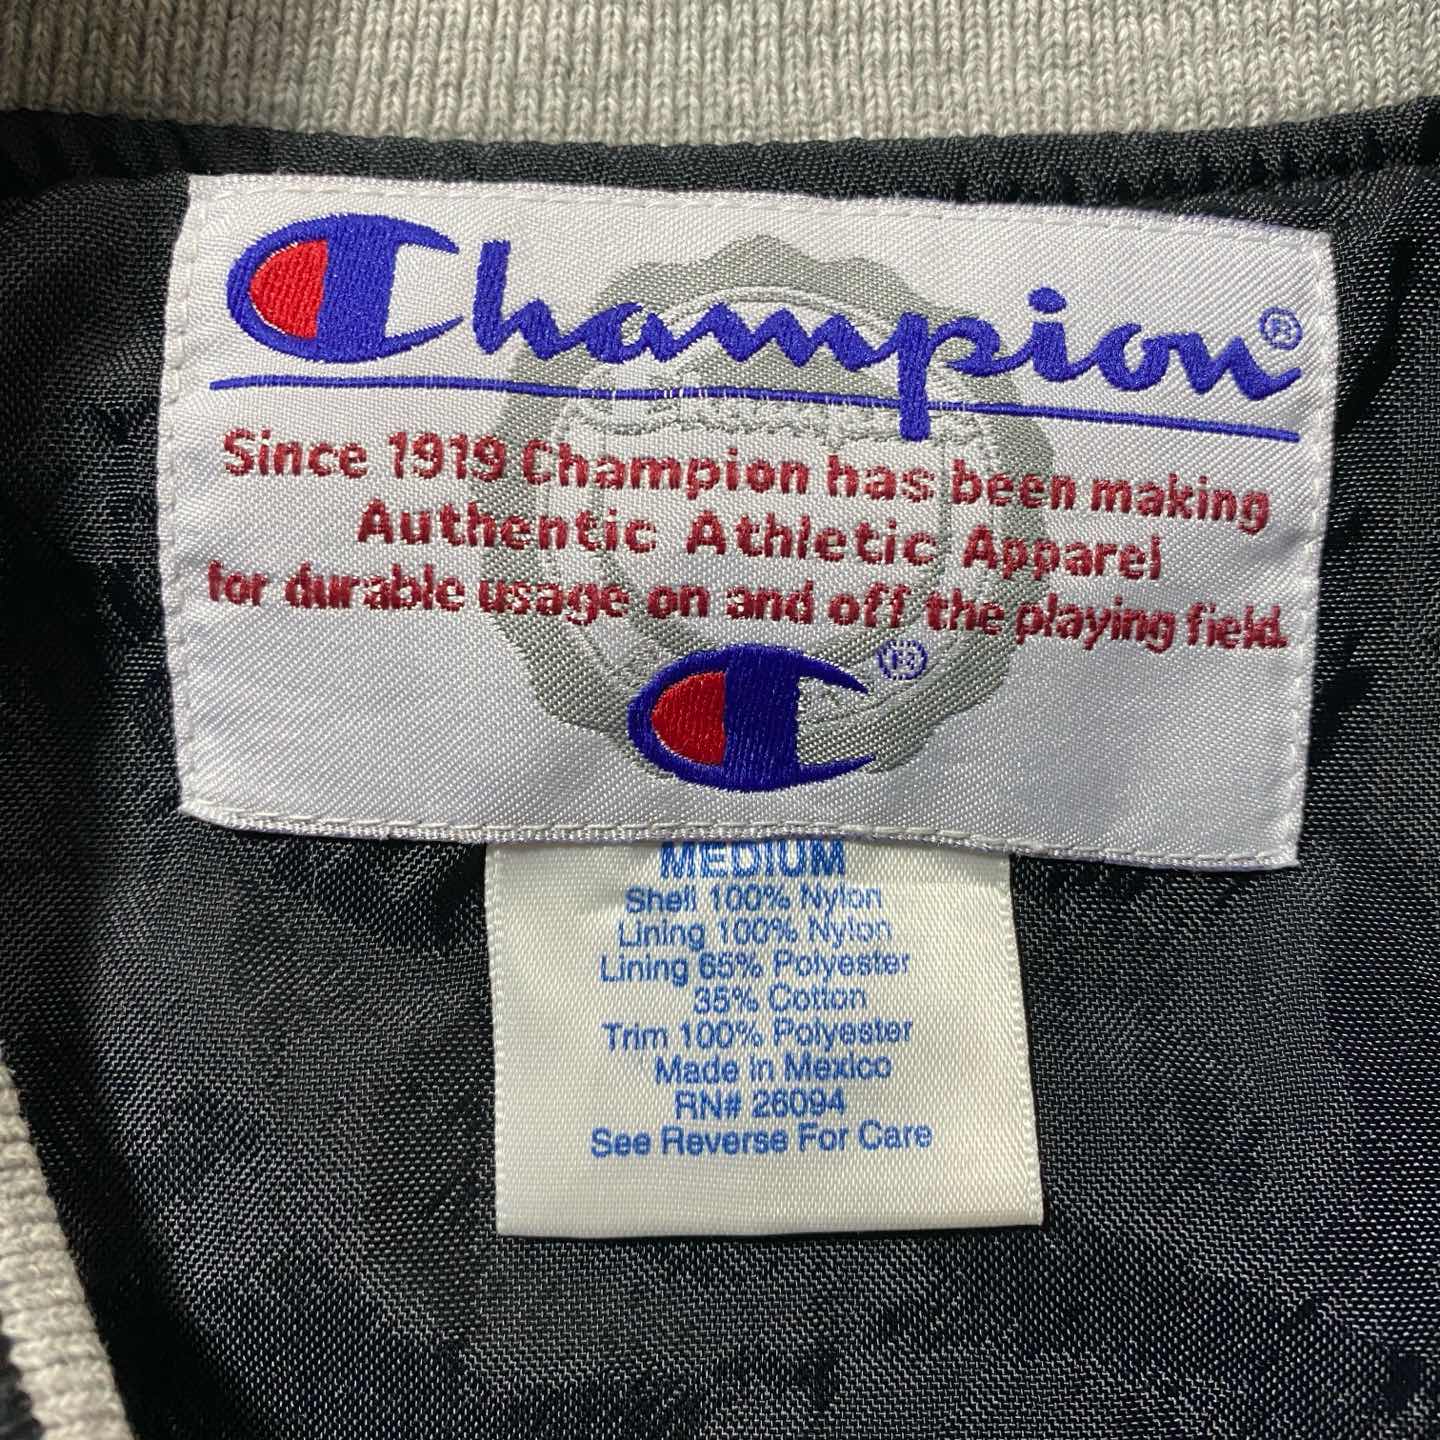 Champion®
Since 1919 Champion has been making
Authentic Athletic Apparel
for durable usage on and off the playing field.
®
MEDIUM
Shell 100% Nylon
Lining 100% Nylon
Lining 65% Polyester
35% Cotton
Trim 100% Polyester
Made in Mexico
RN# 26094
See Reverse For Care